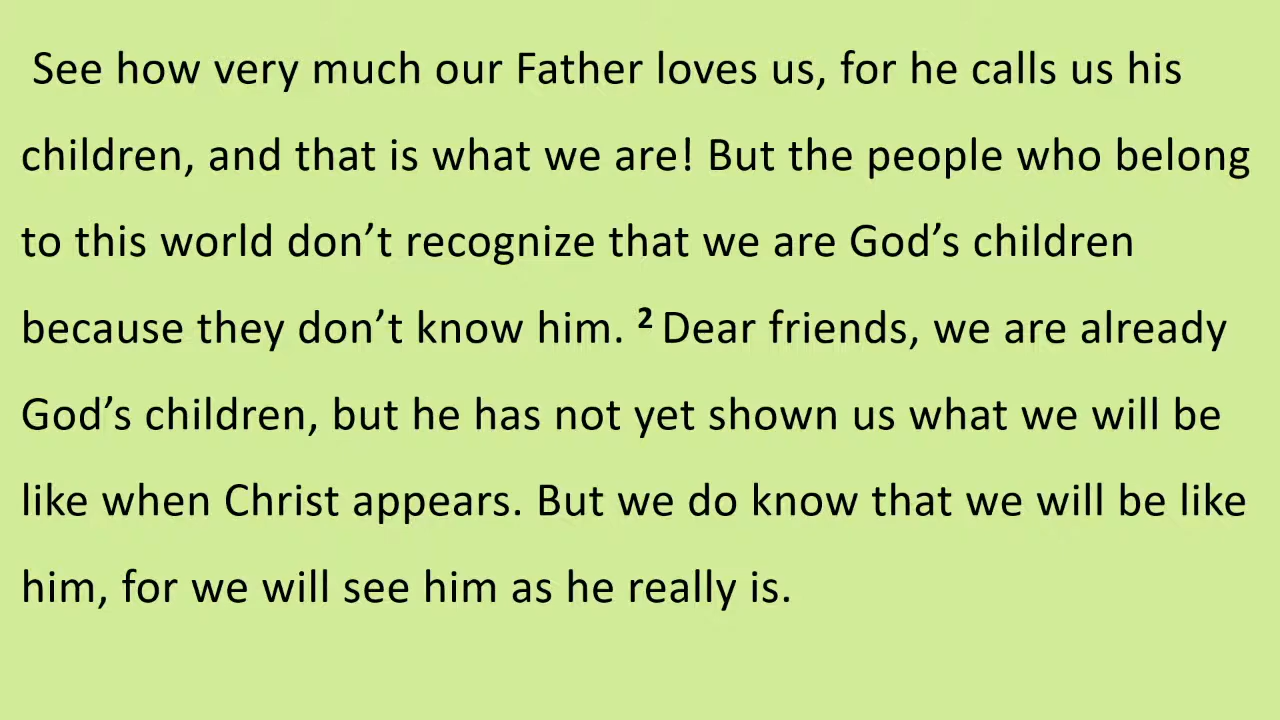 See how very much our Father loves us, for he calls us his
children, and that is what we are! But the people who belong
to this world don’t recognize that we are God’s children
because they don’t know him. ² Dear friends, we are already
God’s children, but he has not yet shown us what we will be
like when Christ appears. But we do know that we will be like
him, for we will see him as he really is.